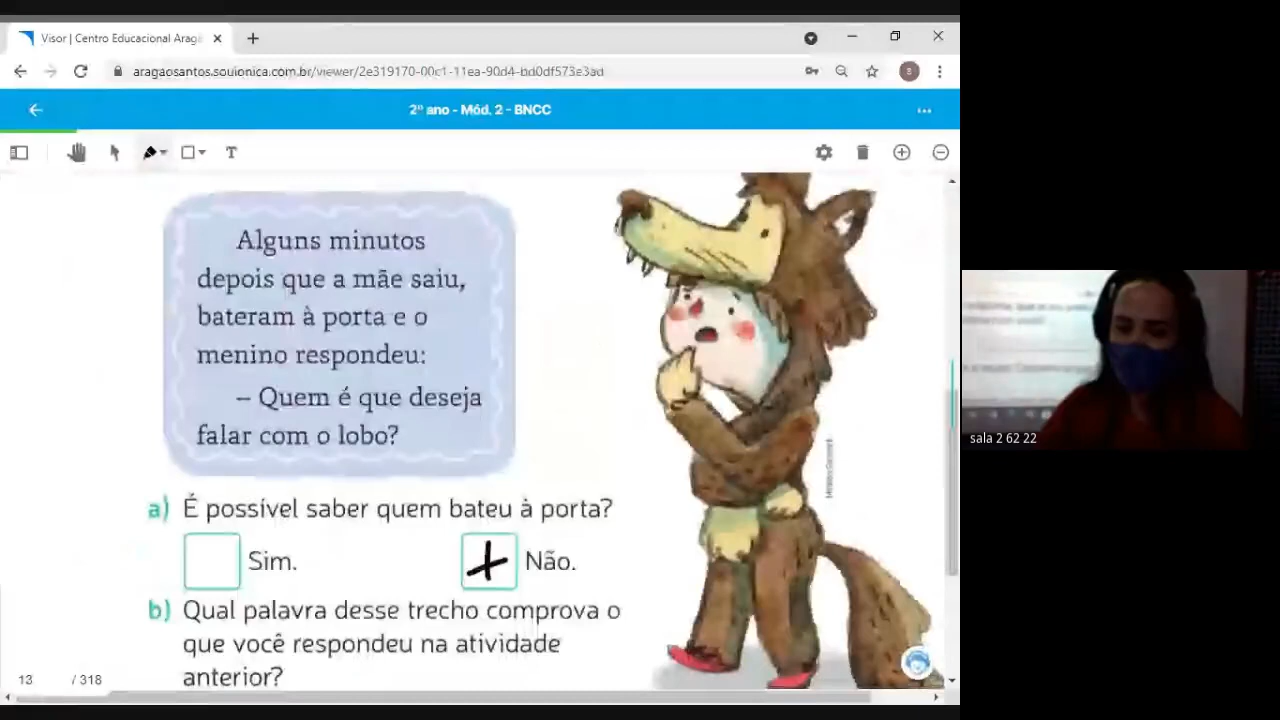 Visor | Centro Educacional Arag
aragaosantos.souionica.com.br/viewer/2e319170-00c1-11ea-90d4-bd0df573e3ad
2º ano - Mód. 2 - BNCC
Alguns minutos
depois que a mãe saiu,
bateram à porta e o
menino respondeu:
– Quem é que deseja
falar com o lobo?
a) É possível saber quem bateu à porta?
Sim. Não.
b) Qual palavra desse trecho comprova o
que você respondeu na atividade
anterior?
13 / 318
sala 2 62 22